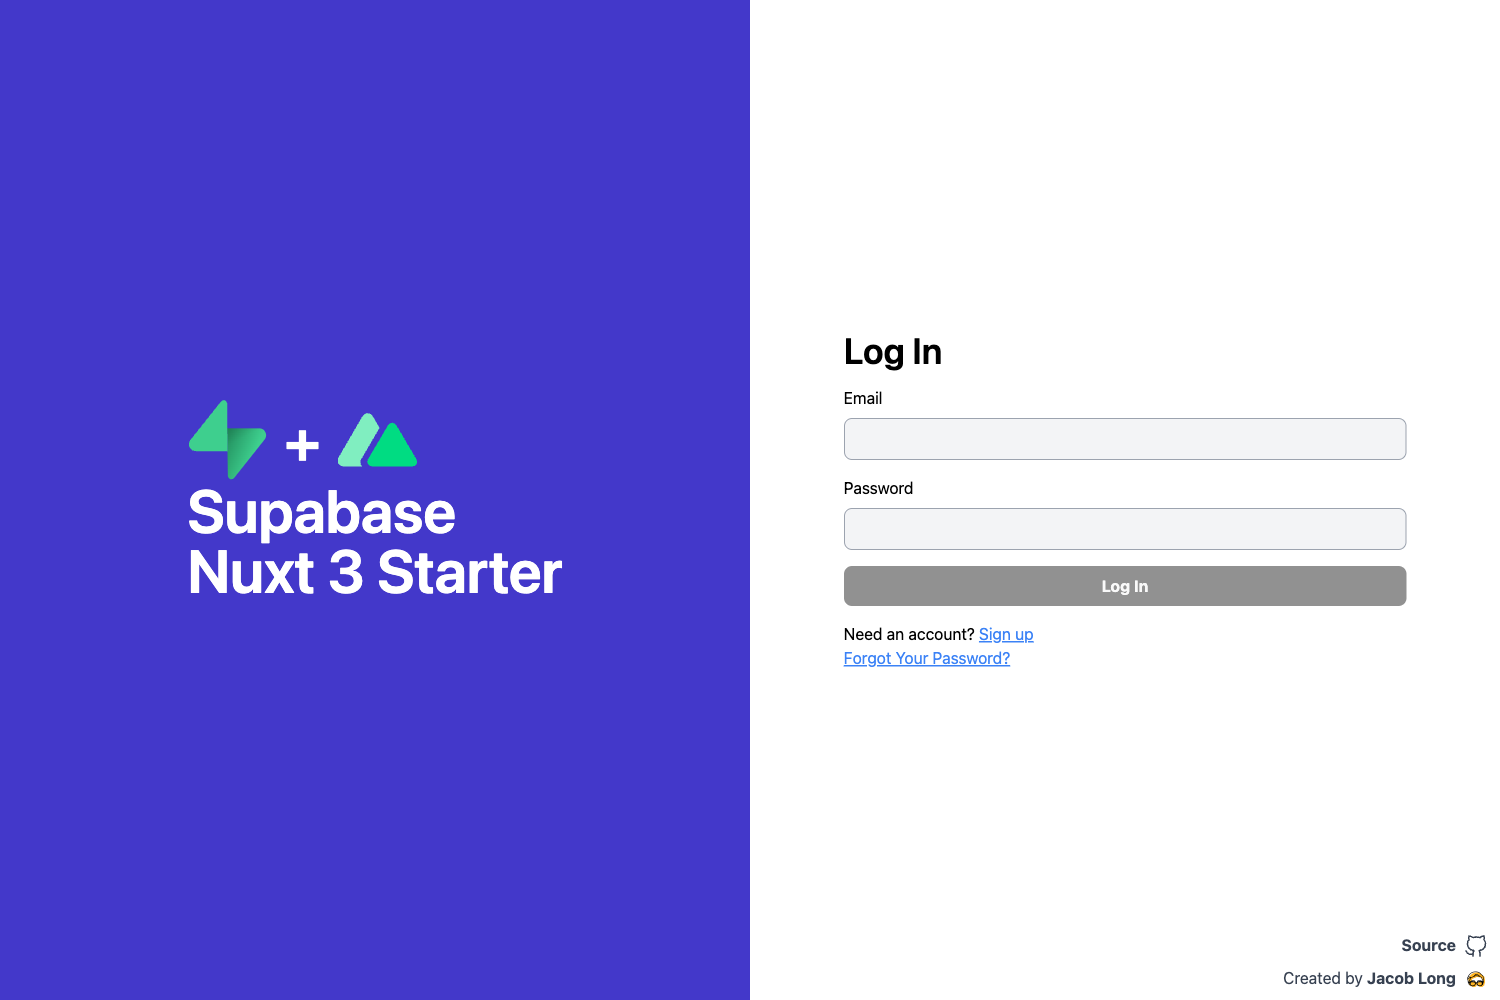 +
Supabase
Nuxt 3 Starter
Log In
Email
Password
Log In
Need an account? Sign up
Forgot Your Password?
Source
Created by Jacob Long